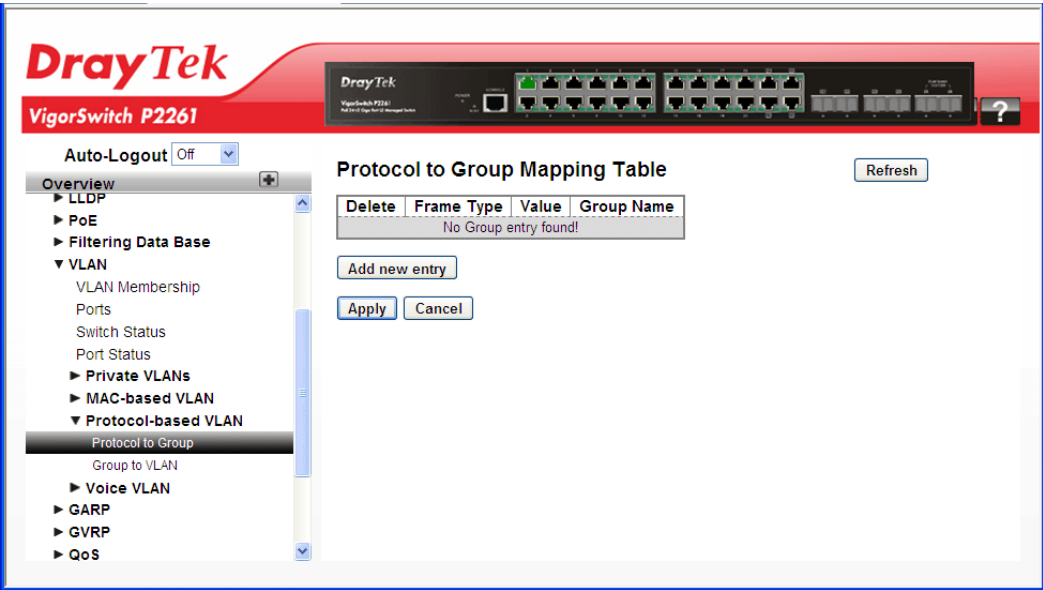 DrayTek
VigorSwitch P2261
DrayTek
VigorSwitch P2261
?
Auto-Logout Off
Overview
LLDP
PoE
Filtering Data Base
VLAN
VLAN Membership
Ports
Switch Status
Port Status
Private VLANs
MAC-based VLAN
Protocol-based VLAN
Protocol to Group
Group to VLAN
Voice VLAN
GARP
GVRP
QoS
Protocol to Group Mapping Table
Refresh
Delete Frame Type Value Group Name
No Group entry found!
Add new entry
Apply Cancel